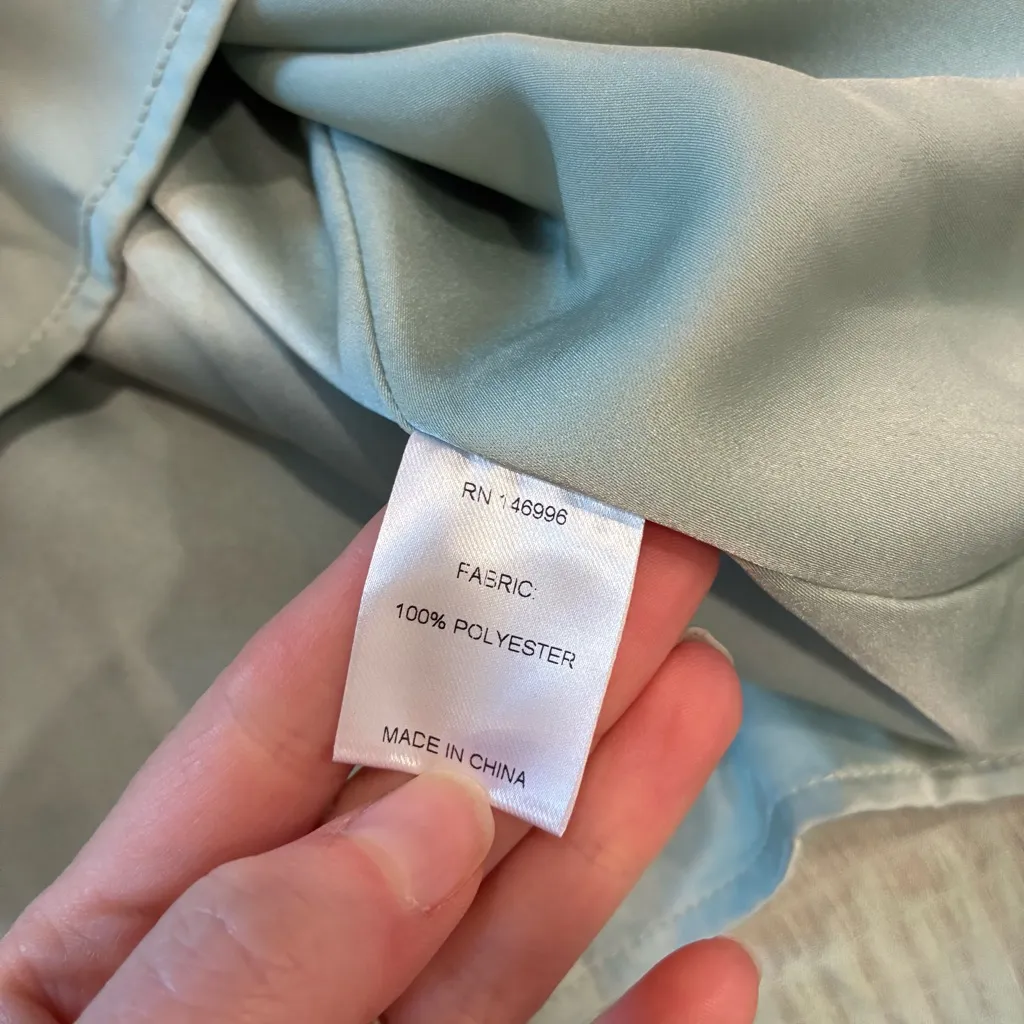 RN 146996
FABRIC:
100% POLYESTER
MADE IN CHINA